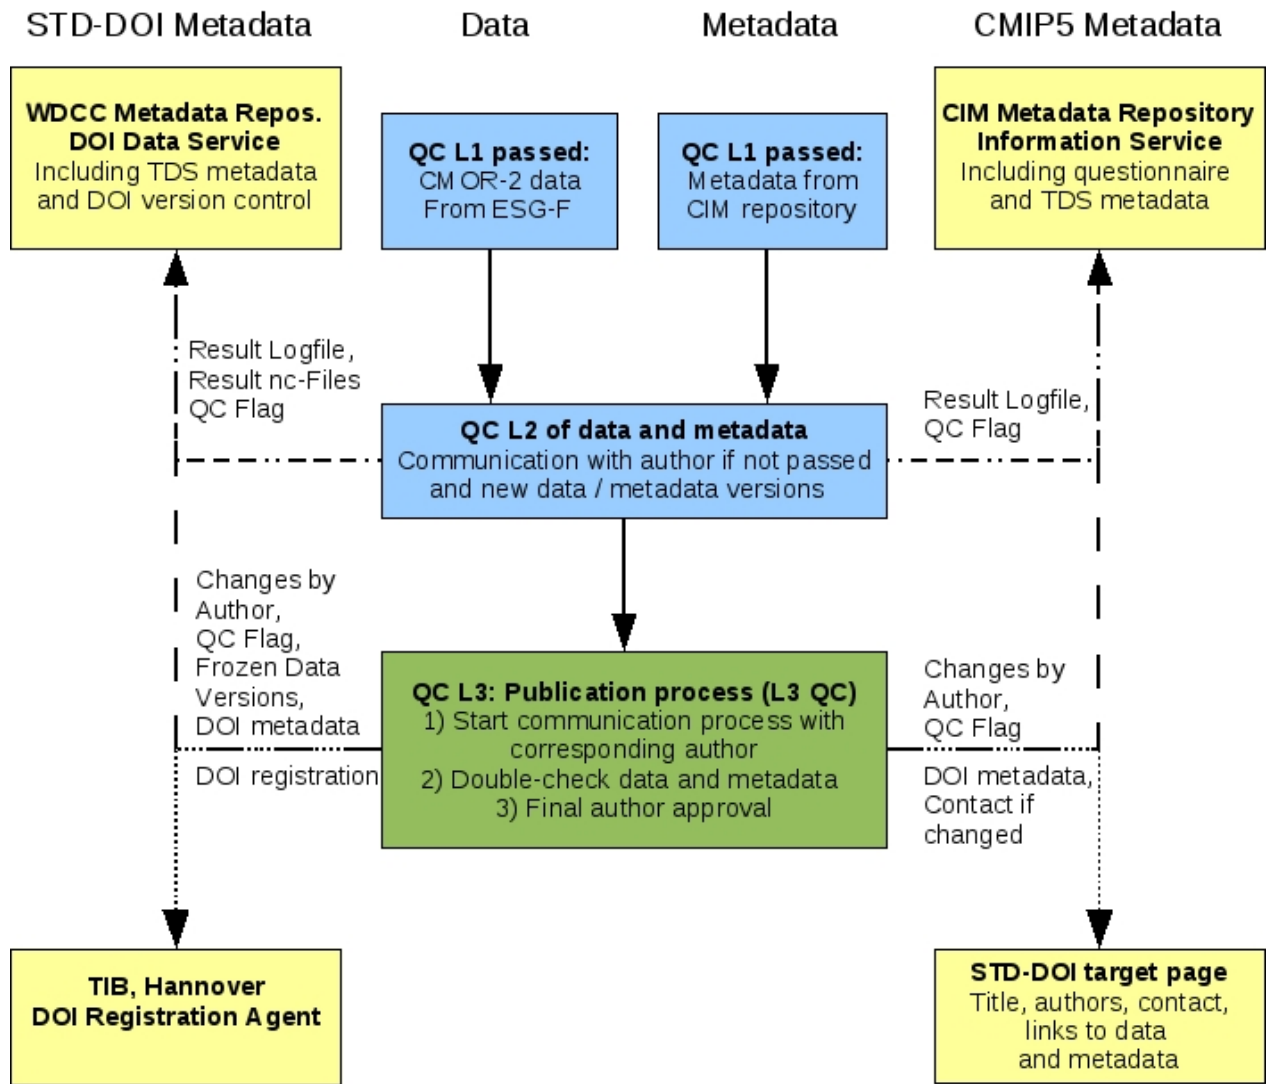 STD-DOI Metadata
Data
Metadata
CMIP5 Metadata
WDCC Metadata Repos.
DOI Data Service
Including TDS metadata
and DOI version control
QC L1 passed:
CMOR-2 data
From ESG-F
QC L1 passed:
Metadata from
CIM repository
CIM Metadata Repository
Information Service
Including questionnaire
and TDS metadata
Result Logfile,
Result nc-Files
QC Flag
QC L2 of data and metadata
Communication with author if not passed
and new data / metadata versions
Result Logfile,
QC Flag
Changes by
Author,
QC Flag,
Frozen Data
Versions,
DOI metadata
DOI registration
QC L3: Publication process (L3 QC)
1) Start communication process with
corresponding author
2) Double-check data and metadata
3) Final author approval
Changes by
Author,
QC Flag
DOI metadata,
Contact if
changed
TIB, Hannover
DOI Registration Agent
STD-DOI target page
Title, authors, contact,
links to data
and metadata